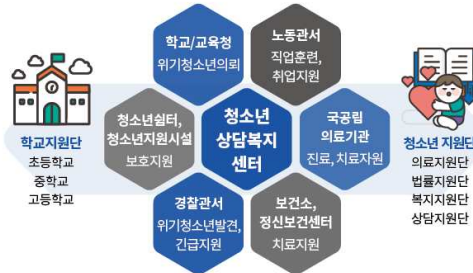 학교/교육청
위기청소년의뢰
노동관서
직업훈련,
취업지원
청소년쉼터,
청소년지원시설
보호지원
청소년
상담복지
센터
국공립
의료기관
진료, 치료지원
학교지원단
초등학교
중학교
고등학교
청소년 지원단
의료지원단
법률지원단
복지지원단
상담지원단
경찰관서
위기청소년발견,
긴급지원
보건소,
정신보건센터
치료지원